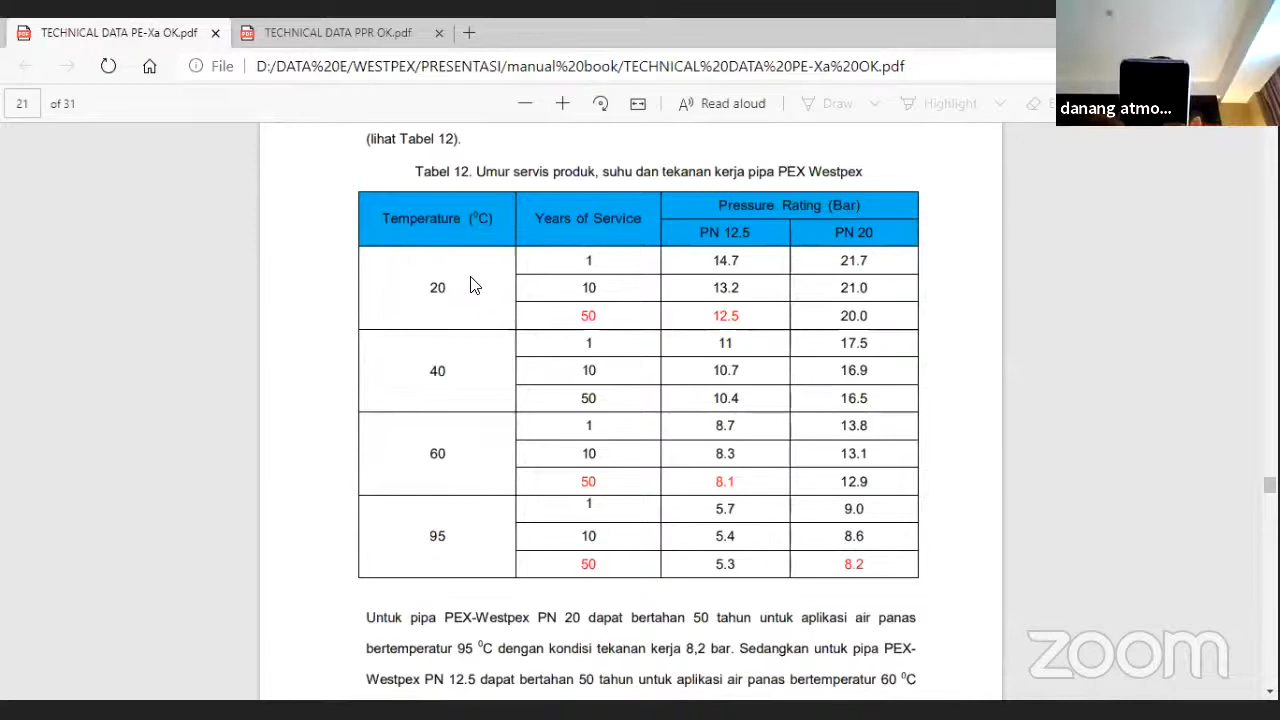 TECHNICAL DATA PE-Xa OK.pdf
TECHNICAL DATA PPR OK.pdf
File D:/DATA%20E/WESTPEX/PRESENTASI/manual%20book/TECHNICAL%20DATA%20PE-Xa%20OK.pdf
21 of 31 Read aloud Draw Highlight
danang atmo...
(lihat Tabel 12).
Tabel 12. Umur servis produk, suhu dan tekanan kerja pipa PEX Westpex
Temperature (⁰C) Years of Service Pressure Rating (Bar)
PN 12.5 PN 20
20 1 14.7 21.7
10 13.2 21.0
50 12.5 20.0
40 1 11 17.5
10 10.7 16.9
50 10.4 16.5
60 1 8.7 13.8
10 8.3 13.1
50 8.1 12.9
95 1 5.7 9.0
10 5.4 8.6
50 5.3 8.2
Untuk pipa PEX-Westpex PN 20 dapat bertahan 50 tahun untuk aplikasi air panas
bertemperatur 95 ⁰C dengan kondisi tekanan kerja 8,2 bar. Sedangkan untuk pipa PEX-
Westpex PN 12.5 dapat bertahan 50 tahun untuk aplikasi air panas bertemperatur 60 ⁰C
zoom